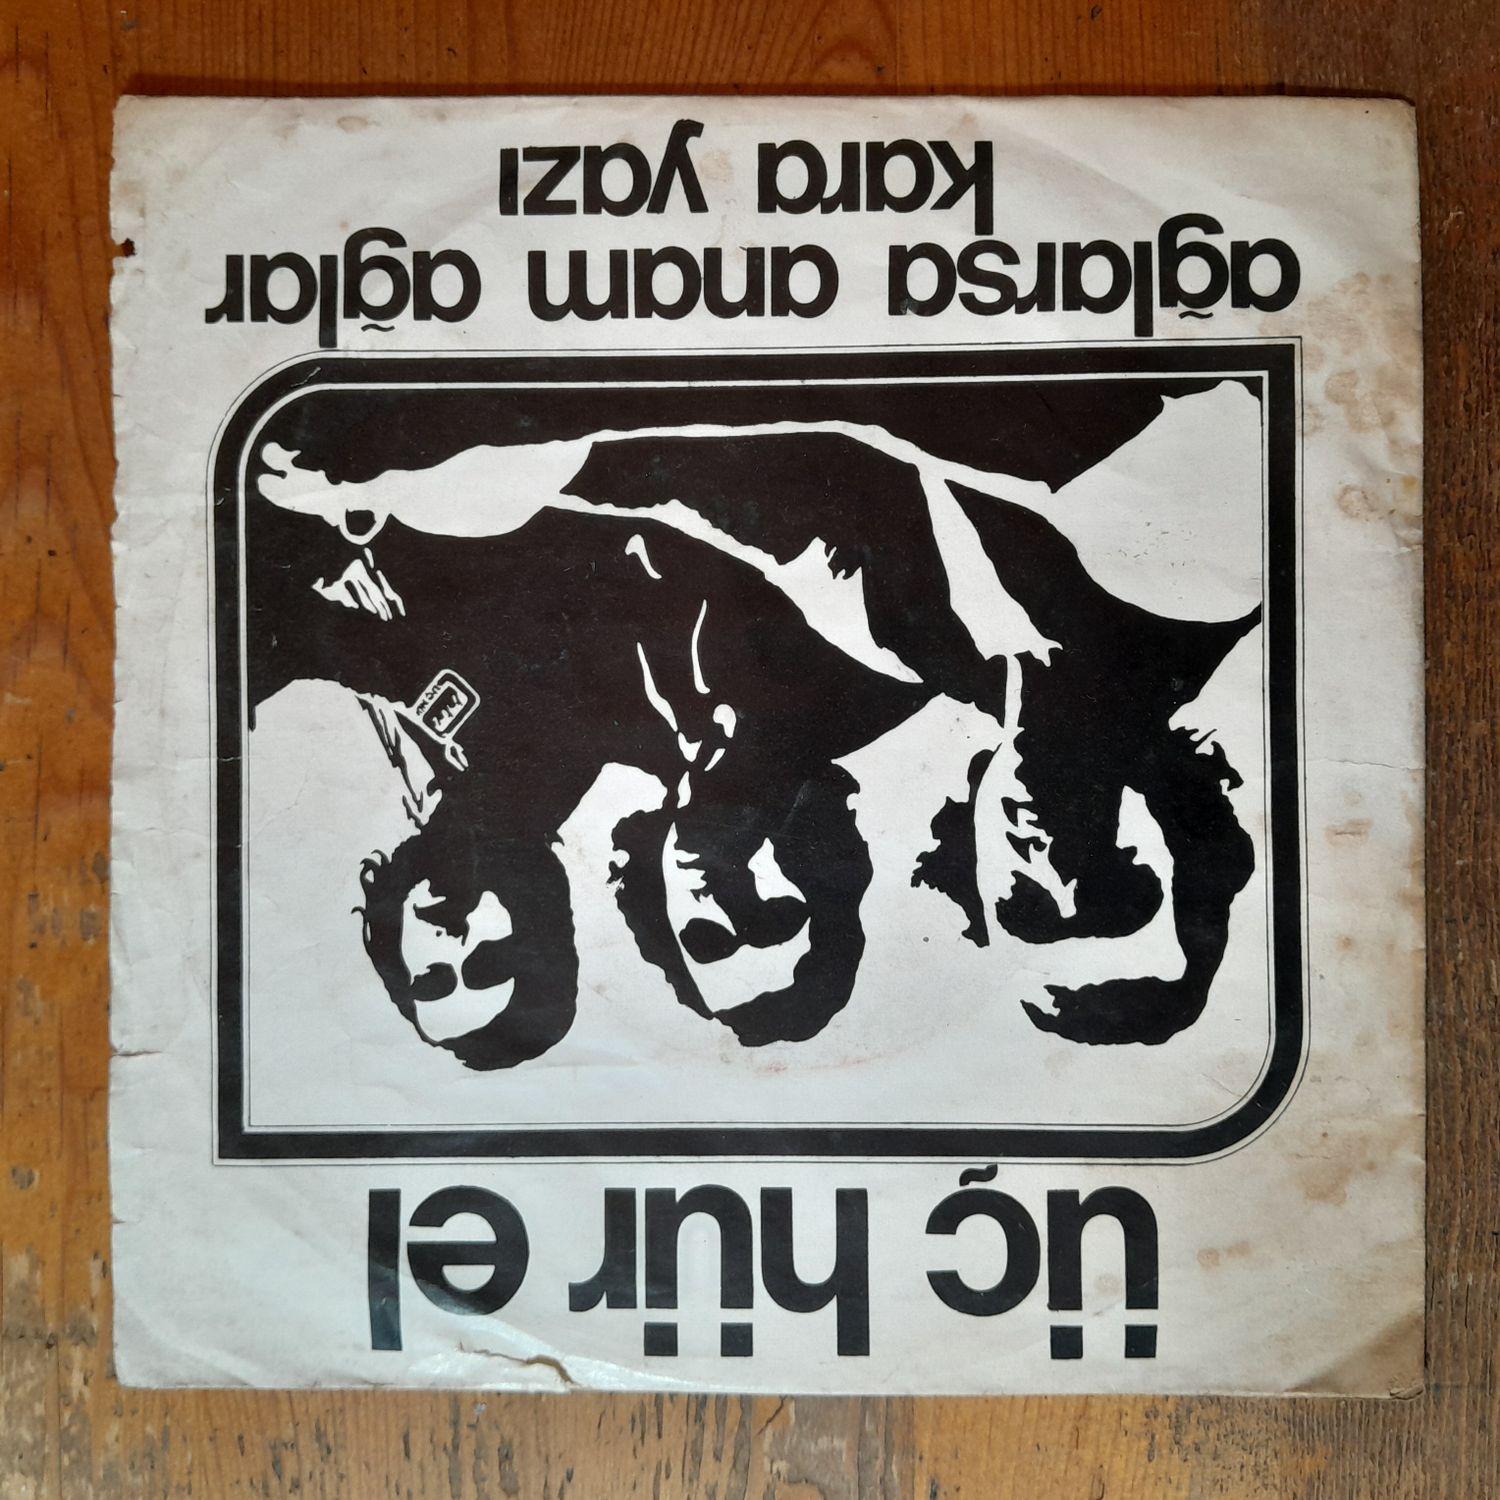 üç hür el
ağlarsa anam ağlar
kara yazı